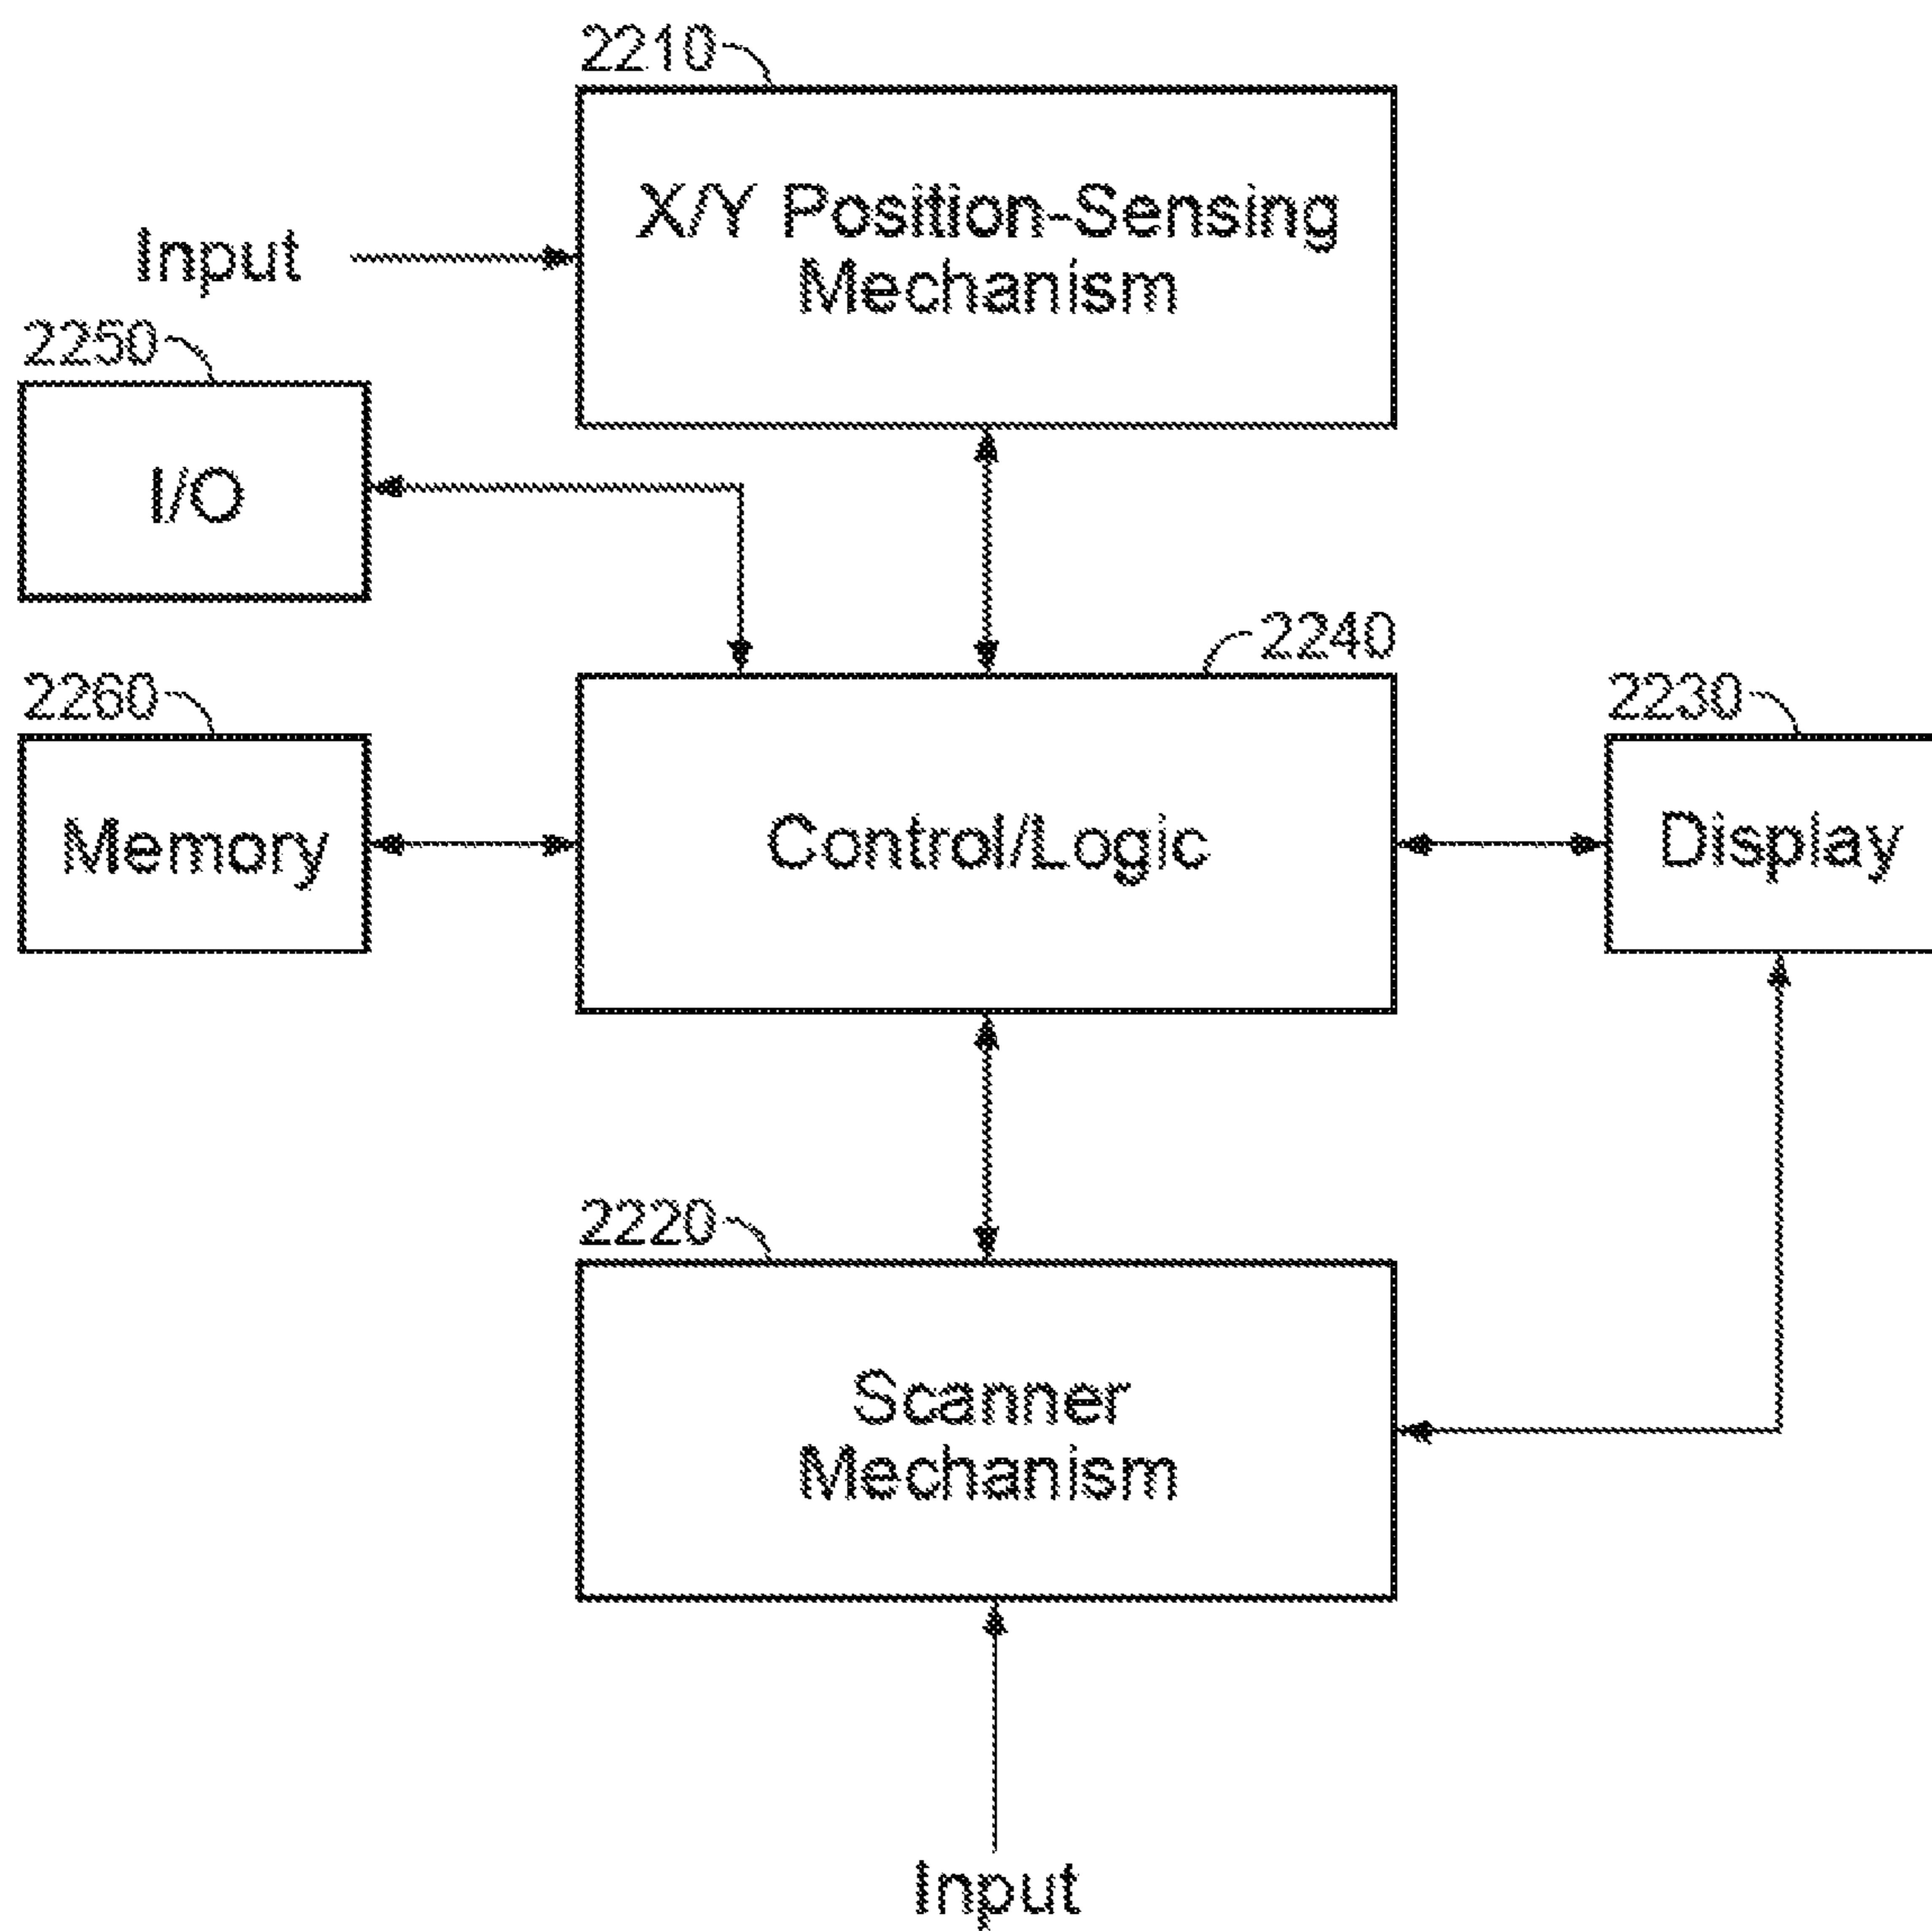 2210
X/Y Position-Sensing
Mechanism
Input
2250
I/O
2240
2260
Memory
Control/Logic
2230
Display
2220
Scanner
Mechanism
Input